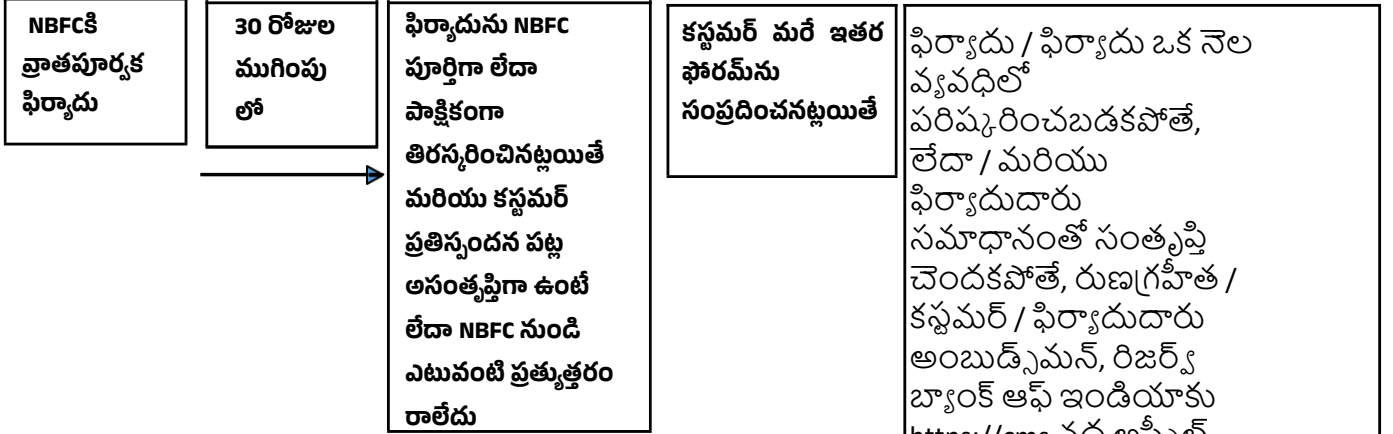 NBFCకి
వ్రాతపూర్వక
ఫిర్యాదు
30 రోజుల
ముగింపు
లో
ఫిర్యాదును NBFC
పూర్తిగా లేదా
పాక్షికంగా
తిరస్కరించినట్లయితే
మరియు కస్టమర్
ప్రతిస్పందన పట్ల
అసంతృప్తిగా ఉంటే
లేదా NBFC నుండి
ఎటువంటి ప్రత్యుత్తరం
రాలేదు
కస్టమర్ మరే ఇతర
ఫోరమ్‌ను
సంప్రదించనట్లయితే
ఫిర్యాదు / ఫిర్యాదు ఒక నెల
వ్యవధిలో
పరిష్కరించబడకపోతే,
లేదా / మరియు
ఫిర్యాదుదారు
సమాధానంతో సంతృప్తి
చెందకపోతే, రుణగ్రహీత /
కస్టమర్ / ఫిర్యాదుదారు
అంబుడ్స్‌మన్, రిజర్వ్
బ్యాంక్ ఆఫ్ ఇండియాకు